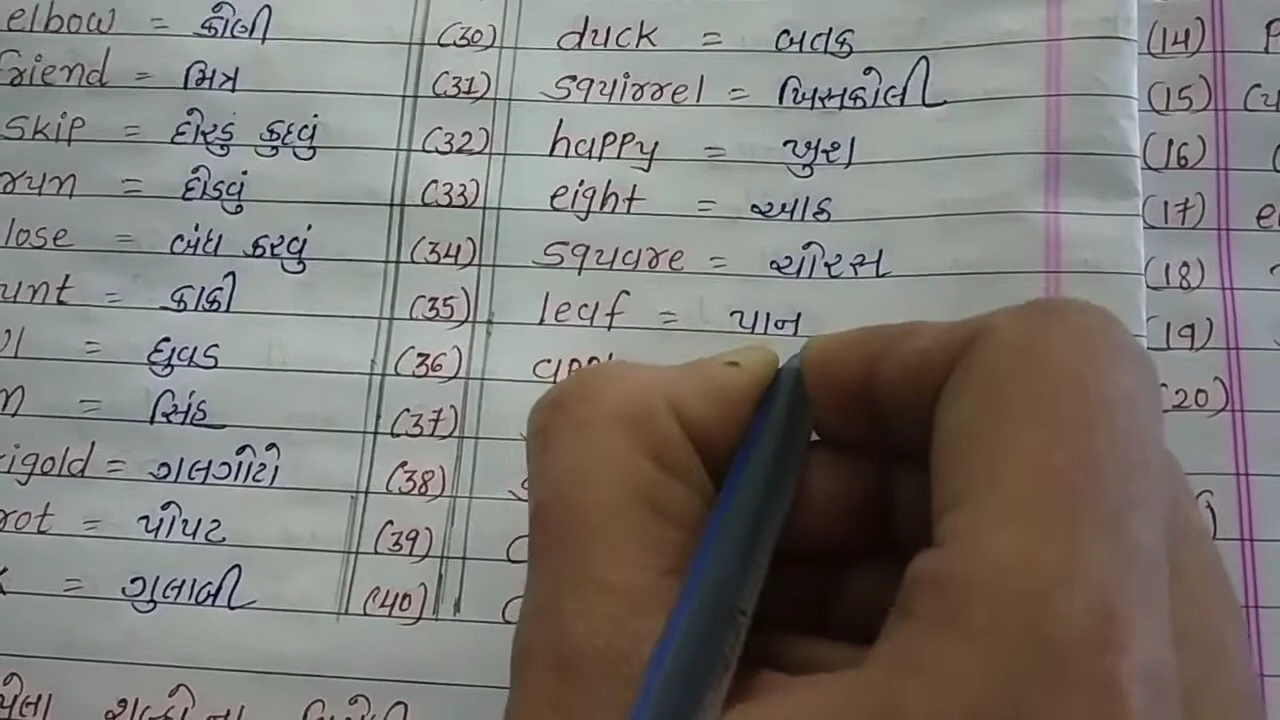 elbow = કોણી
friend = મિત્ર
skip = દોરડું કુદવું
run = દોડવું
lose = બંધ કરવું
unt = કાકી
= ઘુવડ
= સિંહ
igold = ગલગોટો
rot = પોપટ
= ગુલાબી
(30) duck = બતક
(31) squirrel = ખિસકોલી
(32) happy = ખુશ
(33) eight = આઠ
(34) square = ચોરસ
(35) leaf = પાન
(36)
(37)
(38)
(39)
(40)
(14)
(15)
(16)
(17)
(18)
(19)
(20)